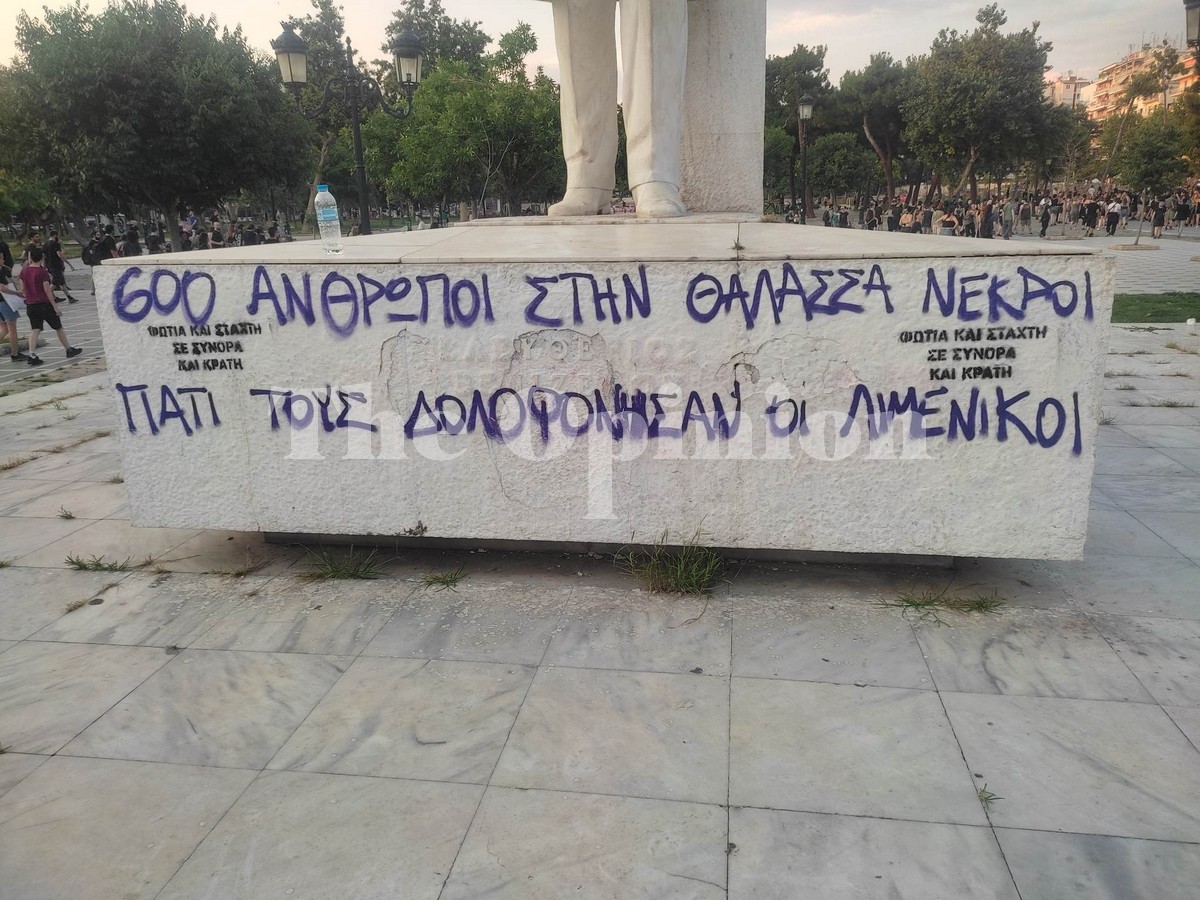 600 ΑΝΘΡΩΠΟΙ ΣΤΗΝ ΘΑΛΑΣΣΑ ΝΕΚΡΟΙ
ΦΩΤΙΑ ΚΑΙ ΣΤΑΧΤΗ
ΣΕ ΣΥΝΟΡΑ
ΚΑΙ ΚΡΑΤΗ
ΦΩΤΙΑ ΚΑΙ ΣΤΑΧΤΗ
ΣΕ ΣΥΝΟΡΑ
ΚΑΙ ΚΡΑΤΗ
ΓΙΑΤΙ ΤΟΥΣ ΔΟΛΟΦΟΝΗΣΑΝ ΟΙ ΛΙΜΕΝΙΚΟΙ
The Opinion